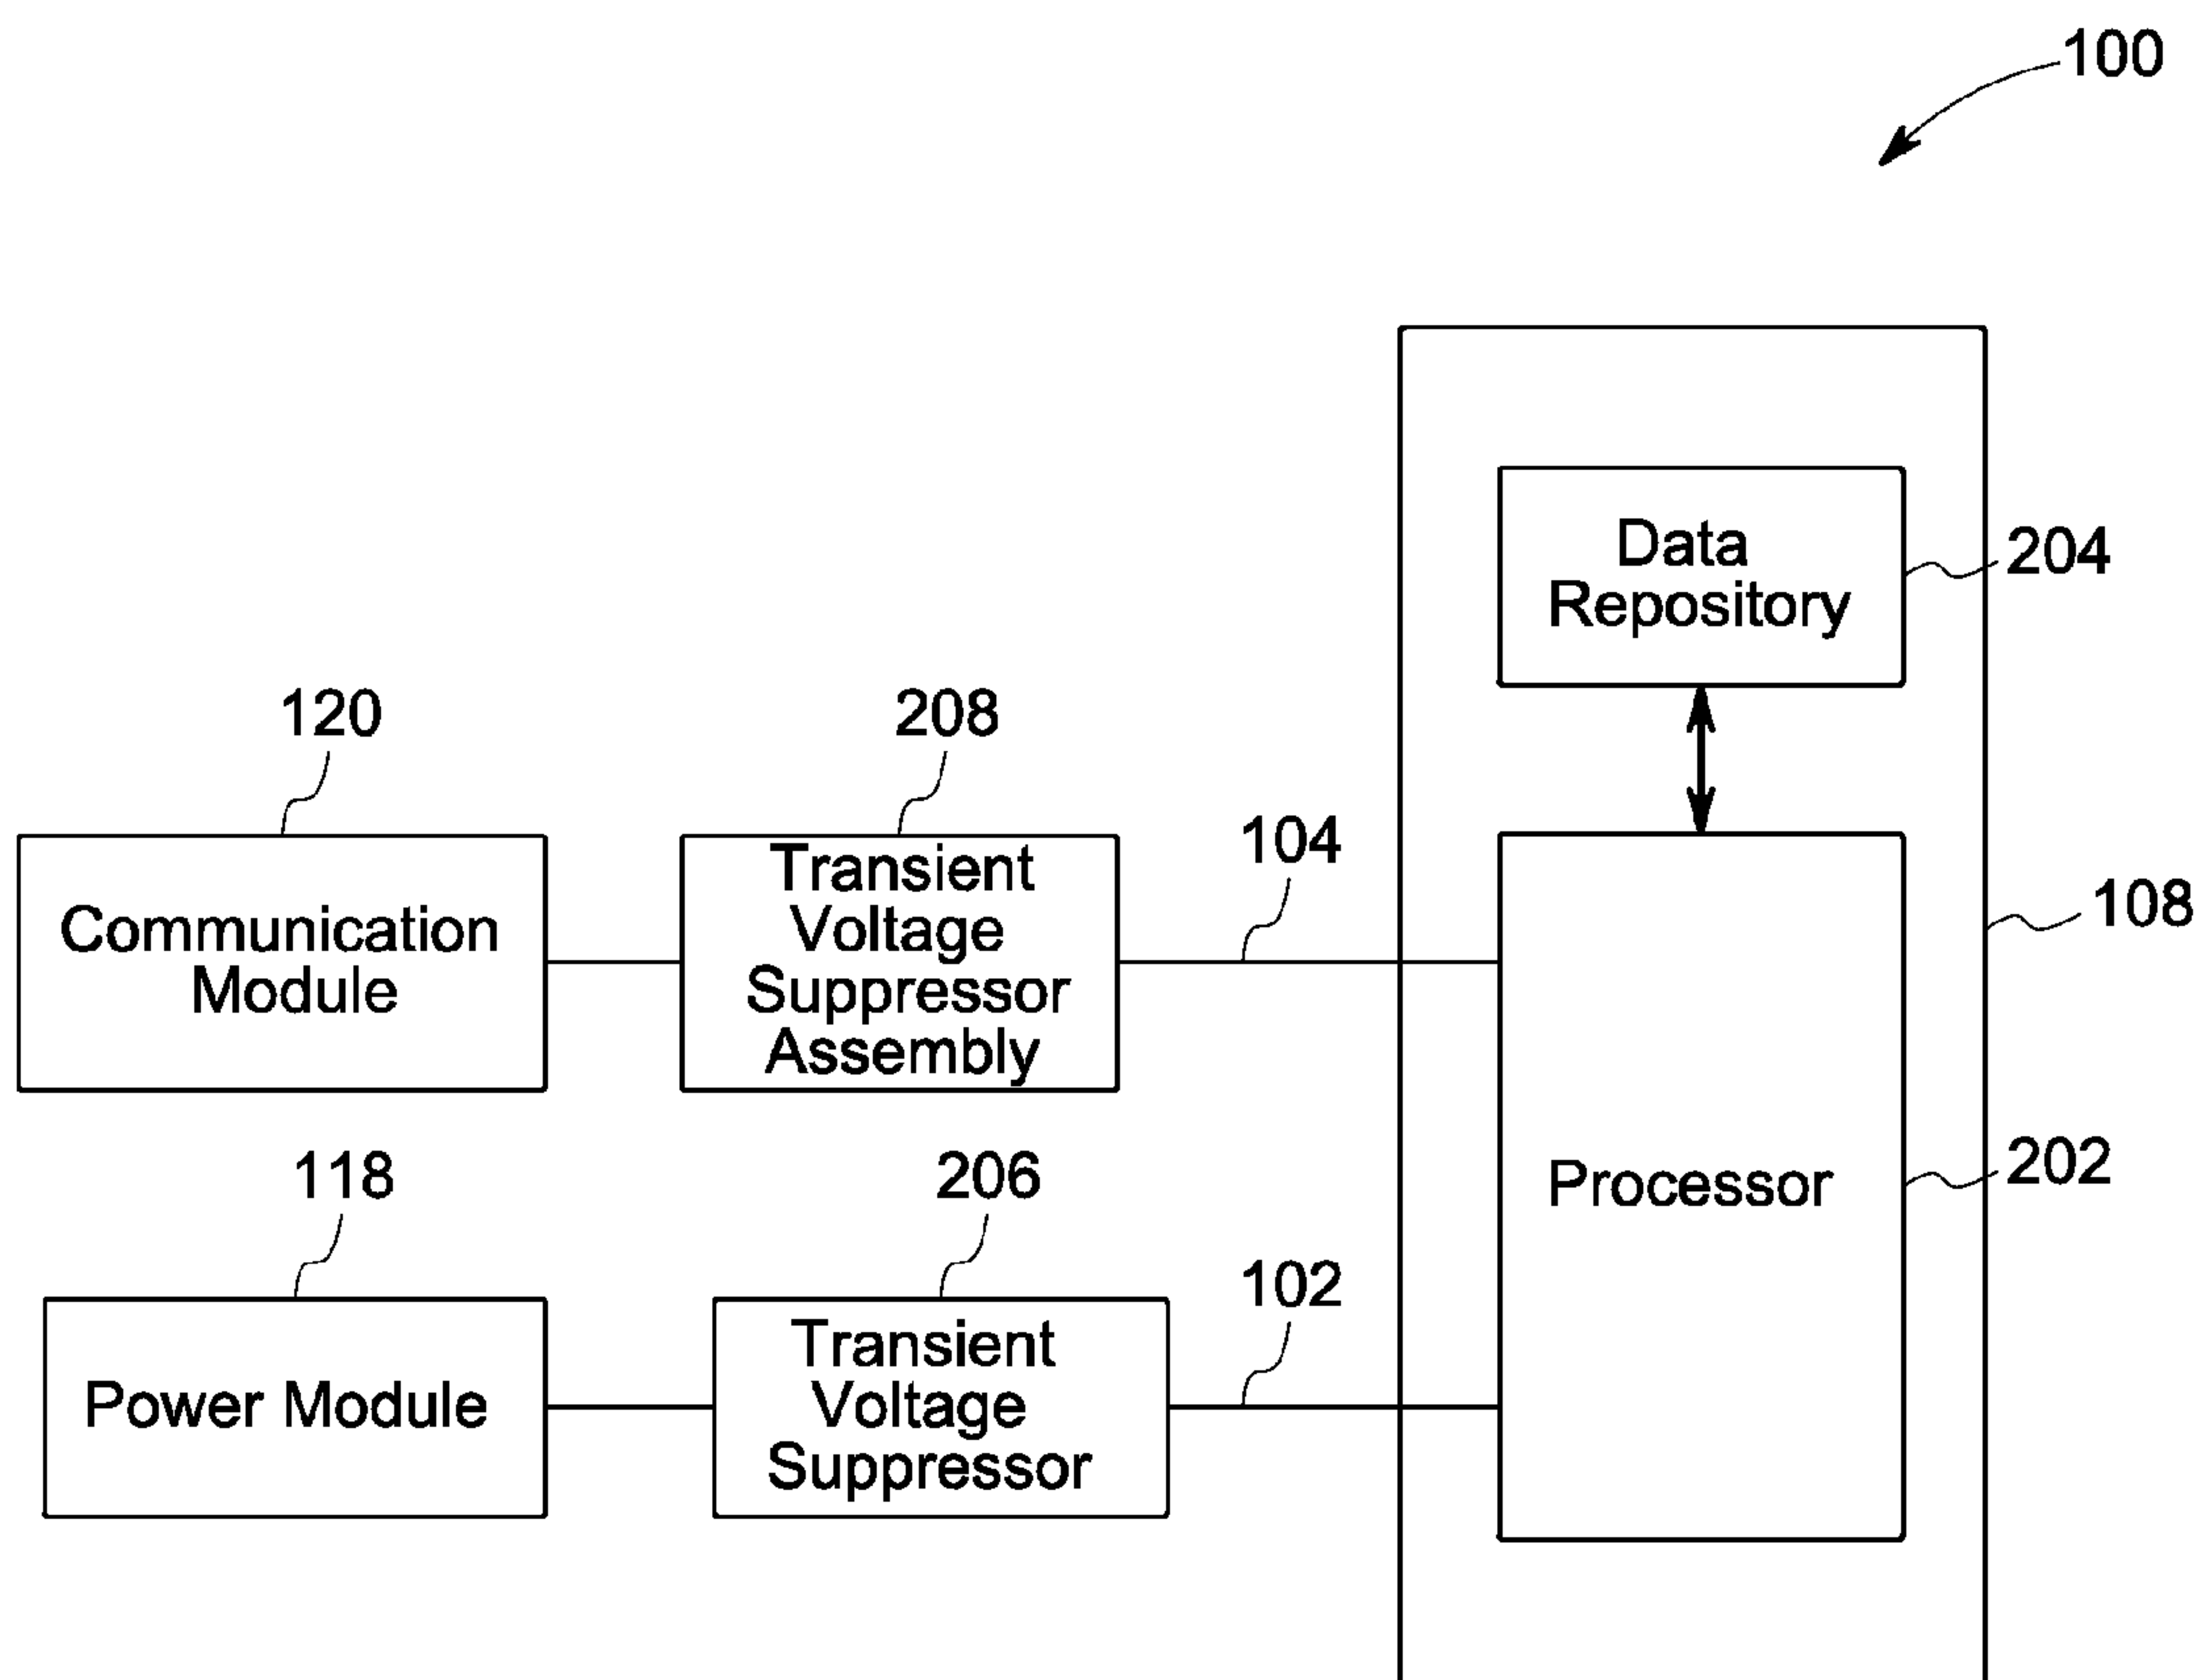 100
Data
Repository
204
120
208
104
Communication
Module
Transient
Voltage
Suppressor
Assembly
108
118
206
102
Processor
202
Power Module
Transient
Voltage
Suppressor